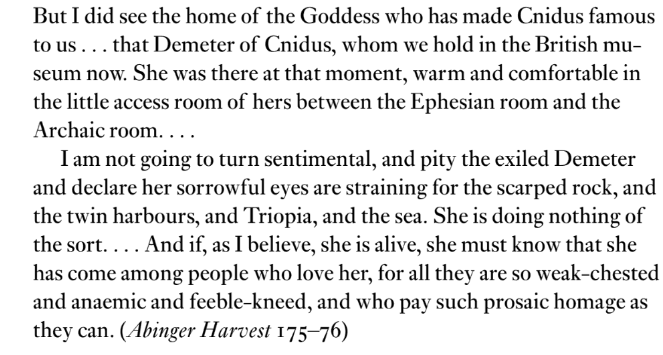 But I did see the home of the Goddess who has made Cnidus famous
to us . . . that Demeter of Cnidus, whom we hold in the British mu-
seum now. She was there at that moment, warm and comfortable in
the little access room of hers between the Ephesian room and the
Archaic room. . . .
I am not going to turn sentimental, and pity the exiled Demeter
and declare her sorrowful eyes are straining for the scarped rock, and
the twin harbours, and Triopia, and the sea. She is doing nothing of
the sort. . . . And if, as I believe, she is alive, she must know that she
has come among people who love her, for all they are so weak-chested
and anaemic and feeble-kneed, and who pay such prosaic homage as
they can. (Abinger Harvest 175–76)